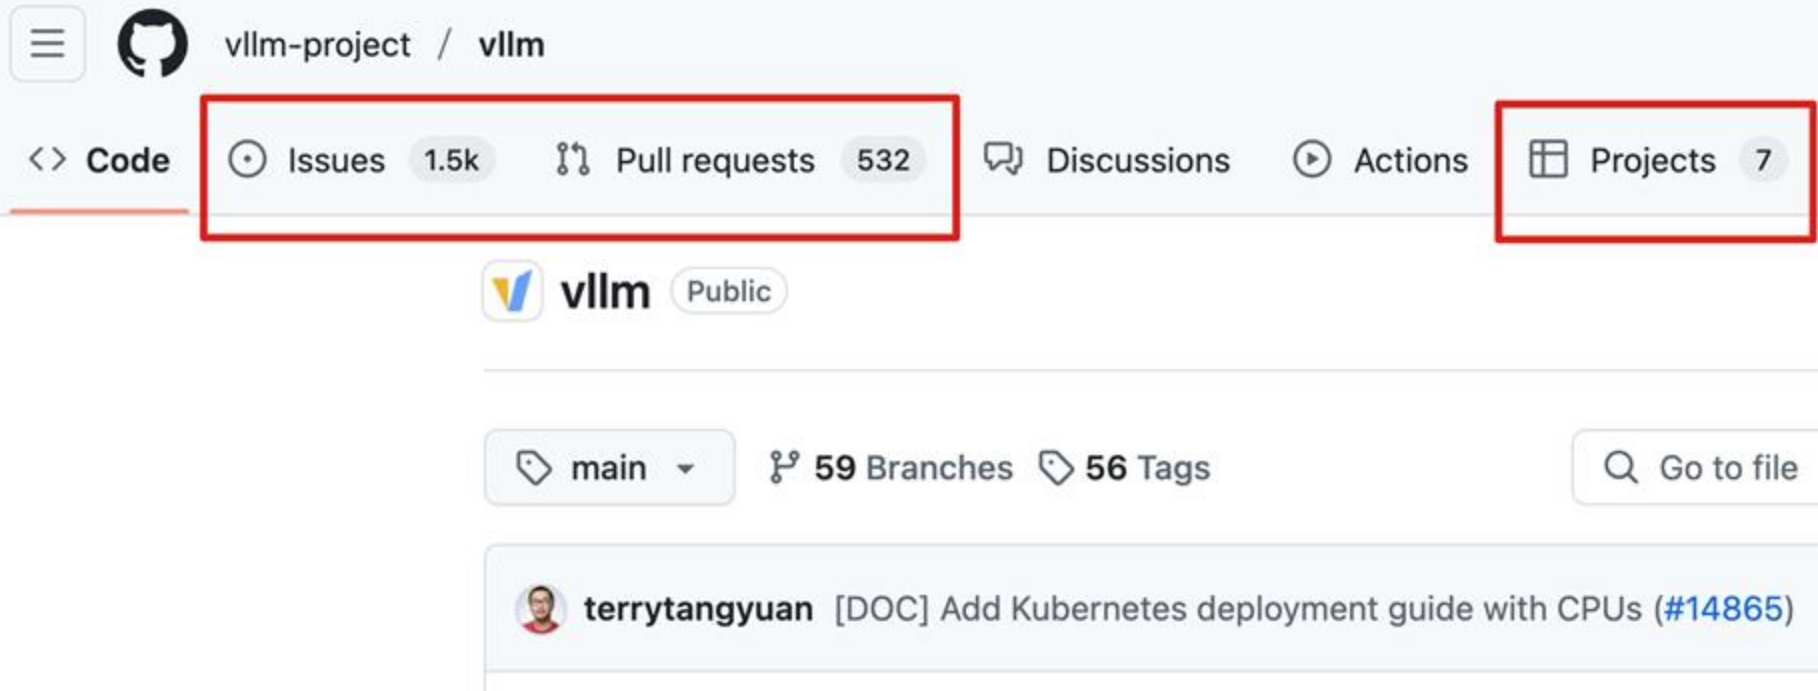 vllm-project / vllm
Code Issues 1.5k Pull requests 532 Discussions Actions Projects 7
vllm Public
main 59 Branches 56 Tags Go to file
terrytangyuan [DOC] Add Kubernetes deployment guide with CPUs (#14865)